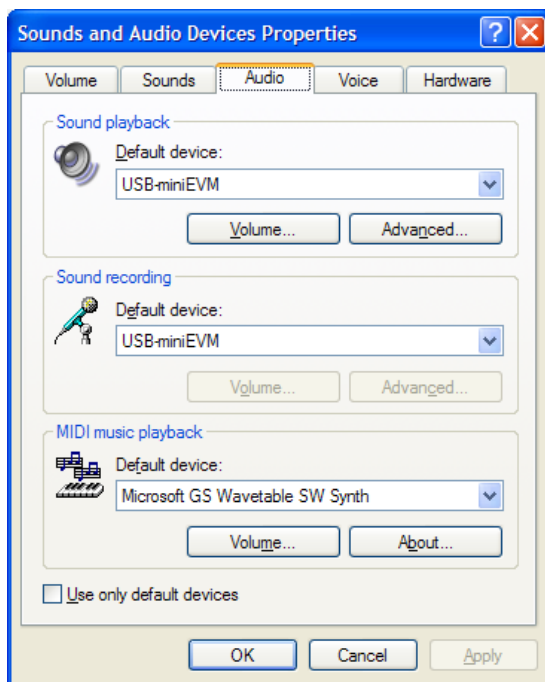 Sounds and Audio Devices Properties
?
Volume Sounds Audio Voice Hardware
Sound playback
Default device:
USB-miniEVM
Volume... Advanced...
Sound recording
Default device:
USB-miniEVM
Volume... Advanced...
MIDI music playback
Default device:
Microsoft GS Wavetable SW Synth
Volume... About...
Use only default devices
OK Cancel Apply